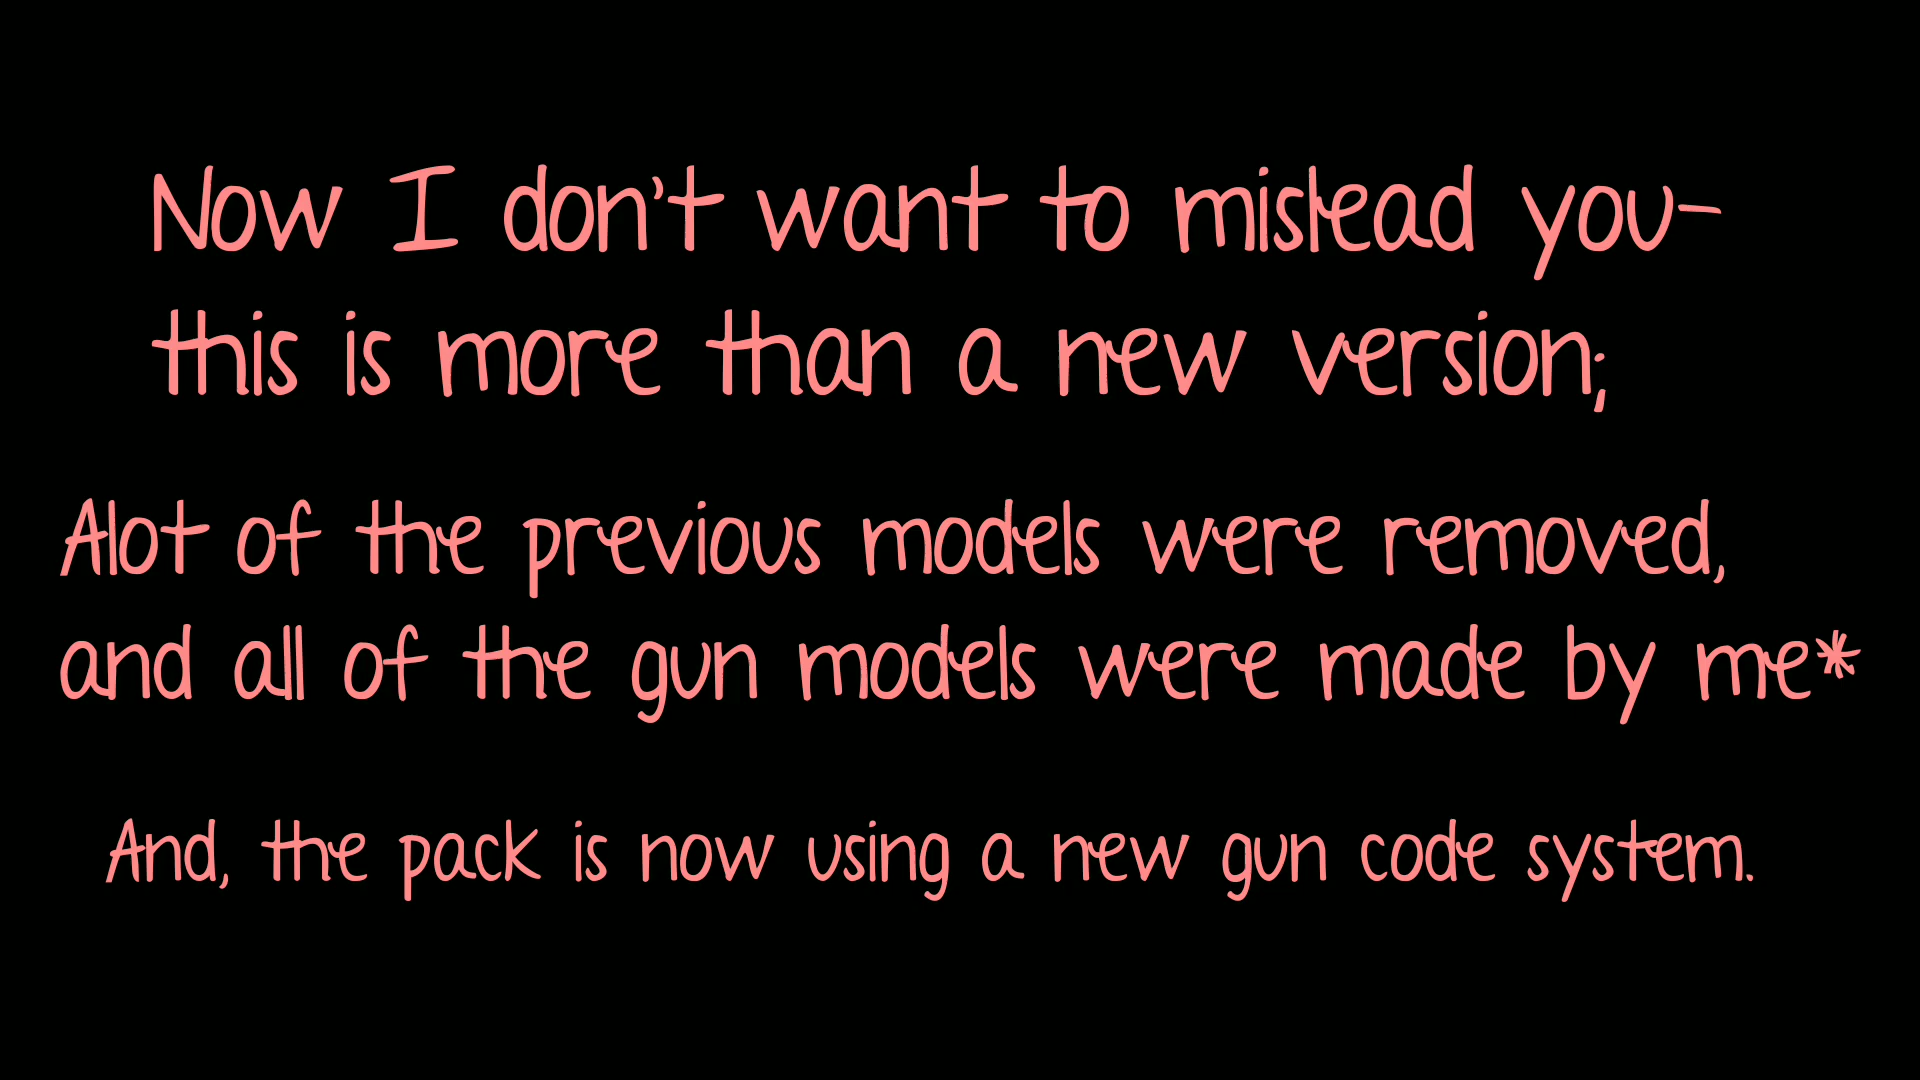 Now I don't want to mislead you-
this is more than a new version;
Alot of the previous models were removed,
and all of the gun models were made by me*
And, the pack is now using a new gun code system.